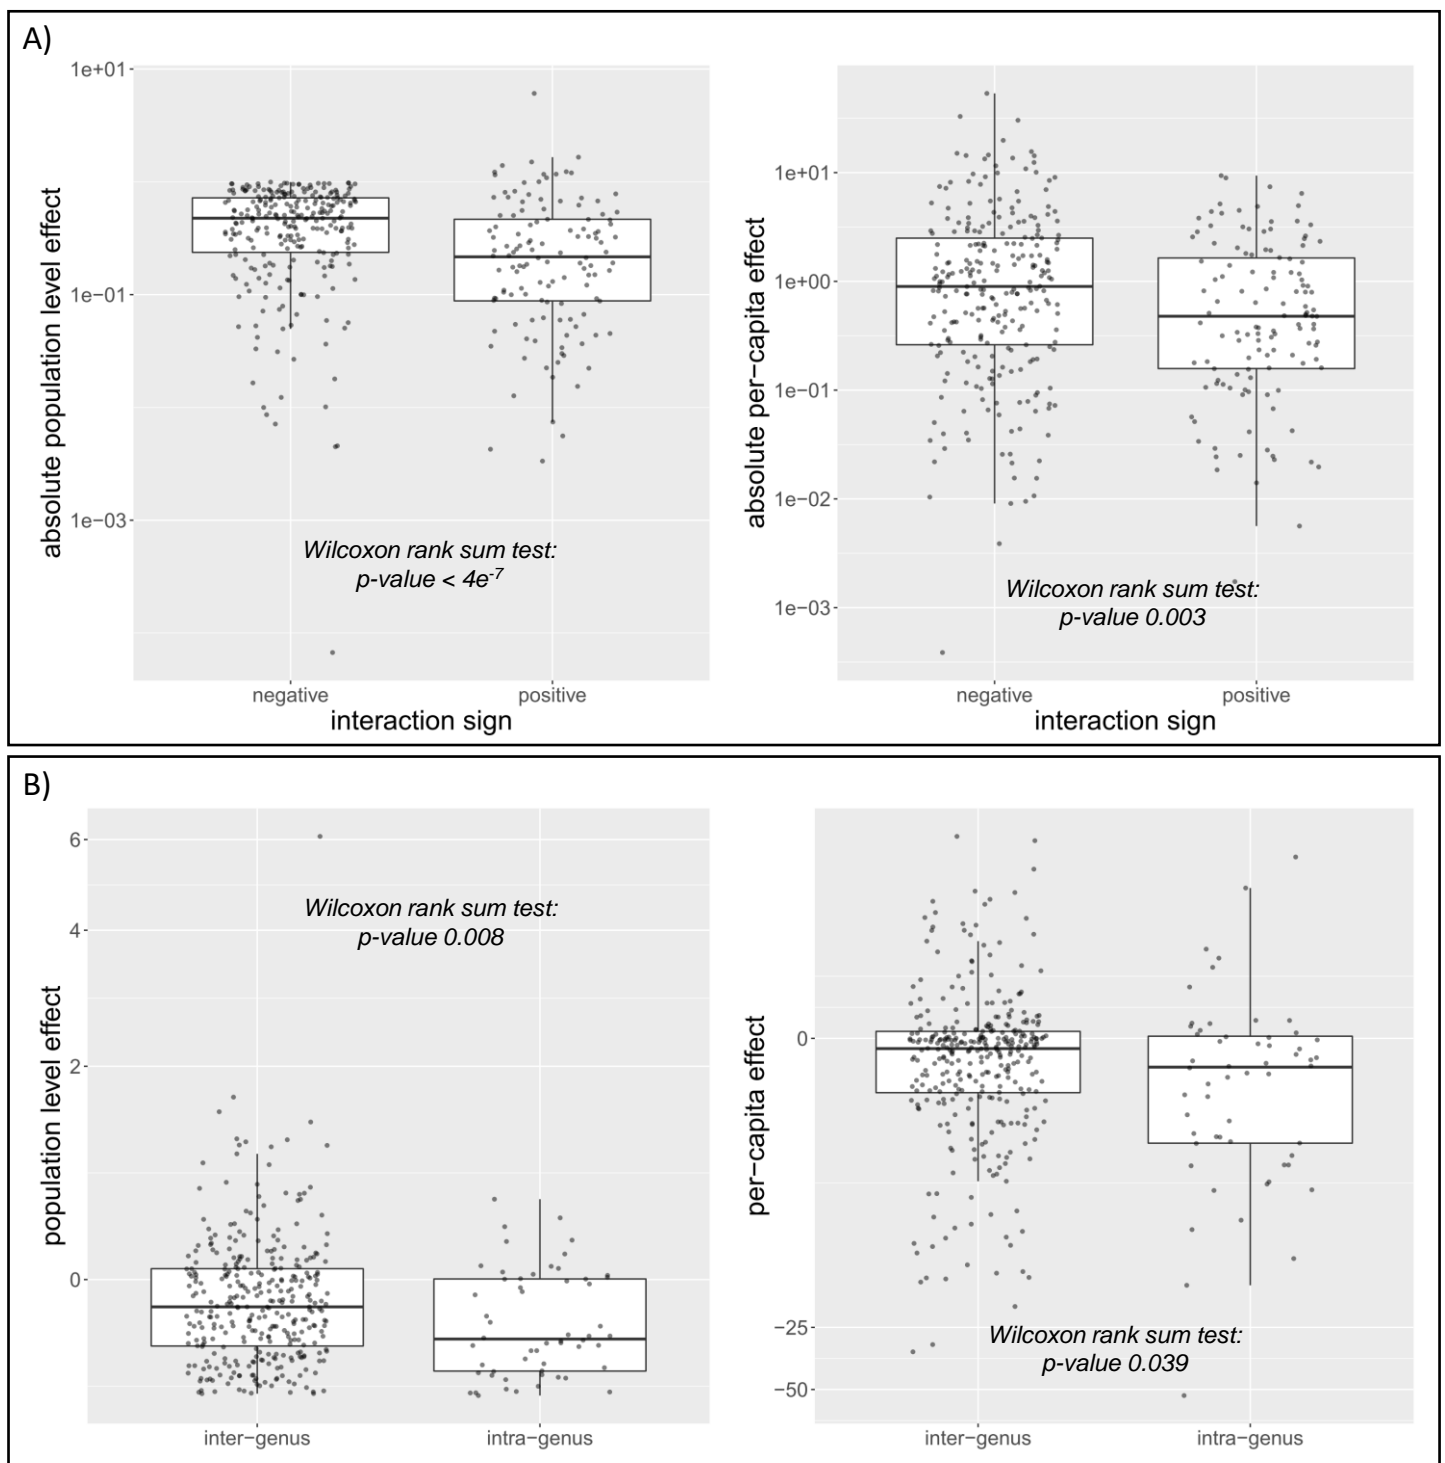 A)
absolute population level effect
1e+01
1e−01
1e−03
Wilcoxon rank sum test:
p-value < 4e-7
negative
positive
interaction sign
absolute per−capita effect
1e+01
1e+00
1e−01
1e−02
1e−03
Wilcoxon rank sum test:
p-value 0.003
negative
positive
interaction sign
B)
population level effect
6
4
2
0
Wilcoxon rank sum test:
p-value 0.008
inter−genus
intra−genus
per−capita effect
0
−25
−50
Wilcoxon rank sum test:
p-value 0.039
inter−genus
intra−genus